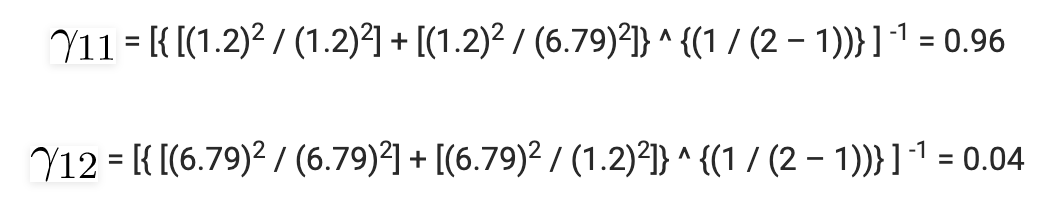 γ11 = [{ [(1.2)² / (1.2)²] + [(1.2)² / (6.79)²]} ^ {(1 / (2 – 1))} ] ⁻¹ = 0.96
γ12 = [{ [(6.79)² / (6.79)²] + [(6.79)² / (1.2)²]} ^ {(1 / (2 – 1))} ] ⁻¹ = 0.04